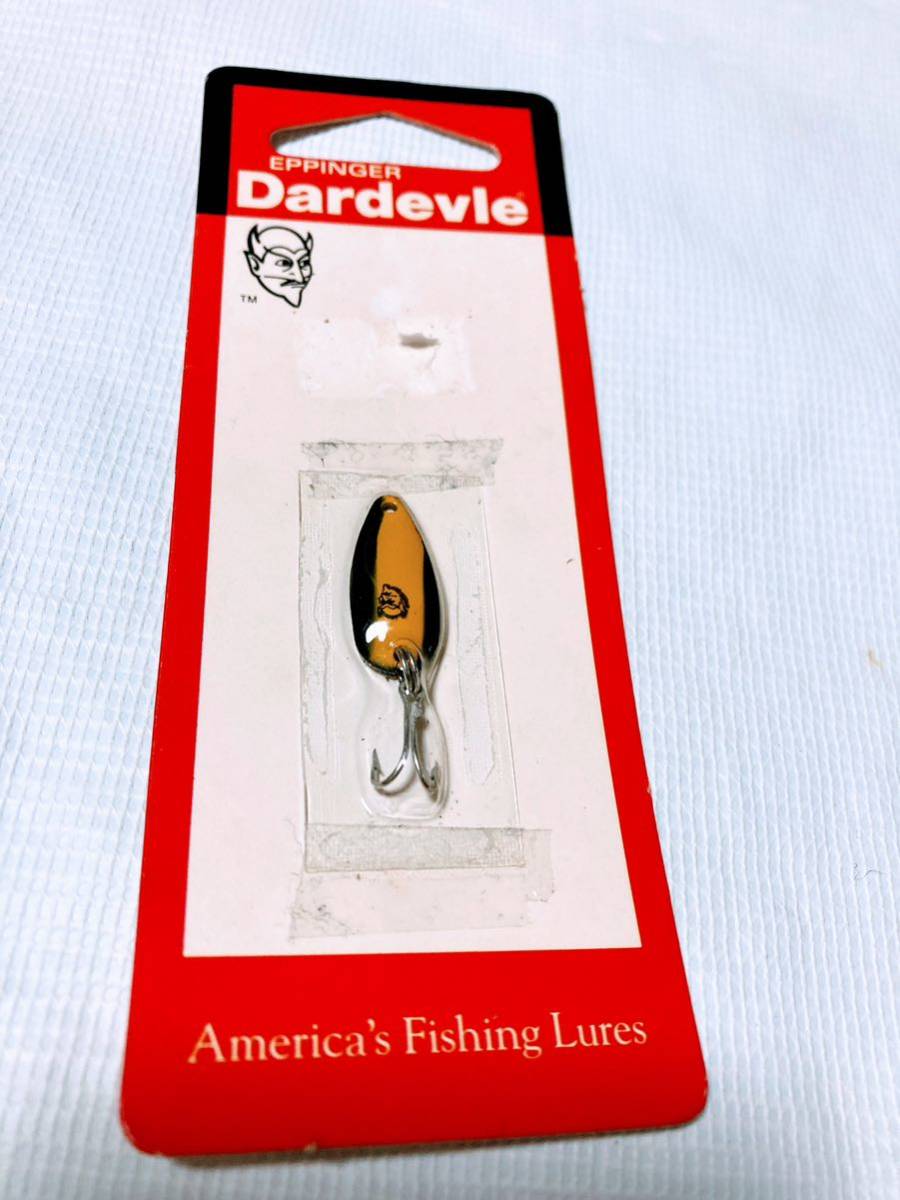 EPPINGER
Dardevle
TM
America's Fishing Lures